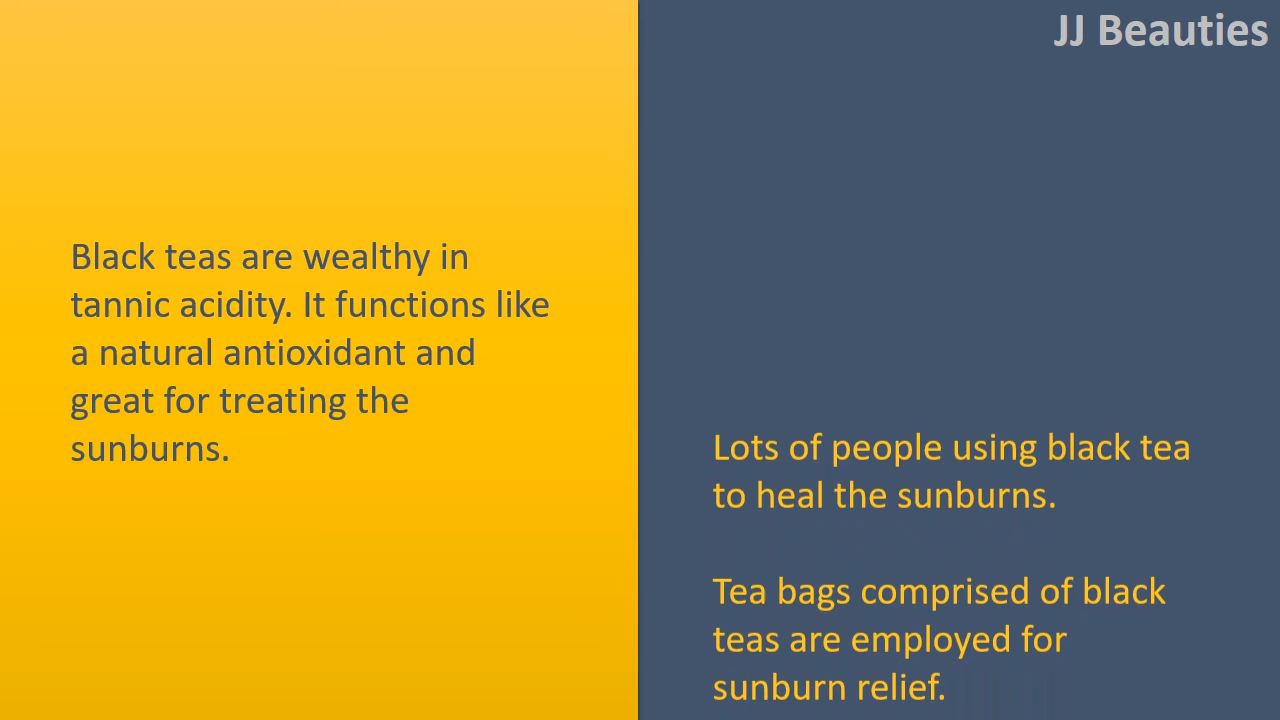 JJ Beauties
Black teas are wealthy in
tannic acidity. It functions like
a natural antioxidant and
great for treating the
sunburns.
Lots of people using black tea
to heal the sunburns.
Tea bags comprised of black
teas are employed for
sunburn relief.